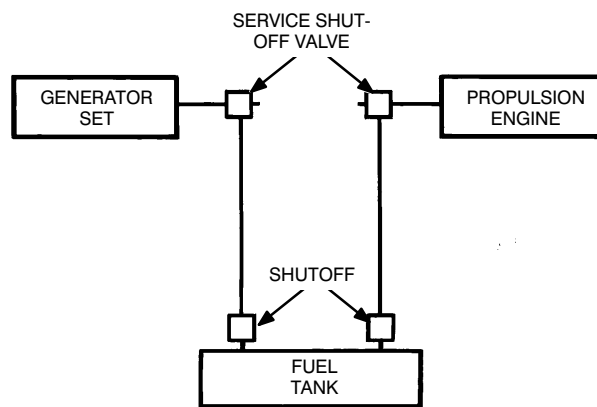 SERVICE SHUT-
OFF VALVE
GENERATOR
SET
PROPULSION
ENGINE
SHUTOFF
FUEL
TANK